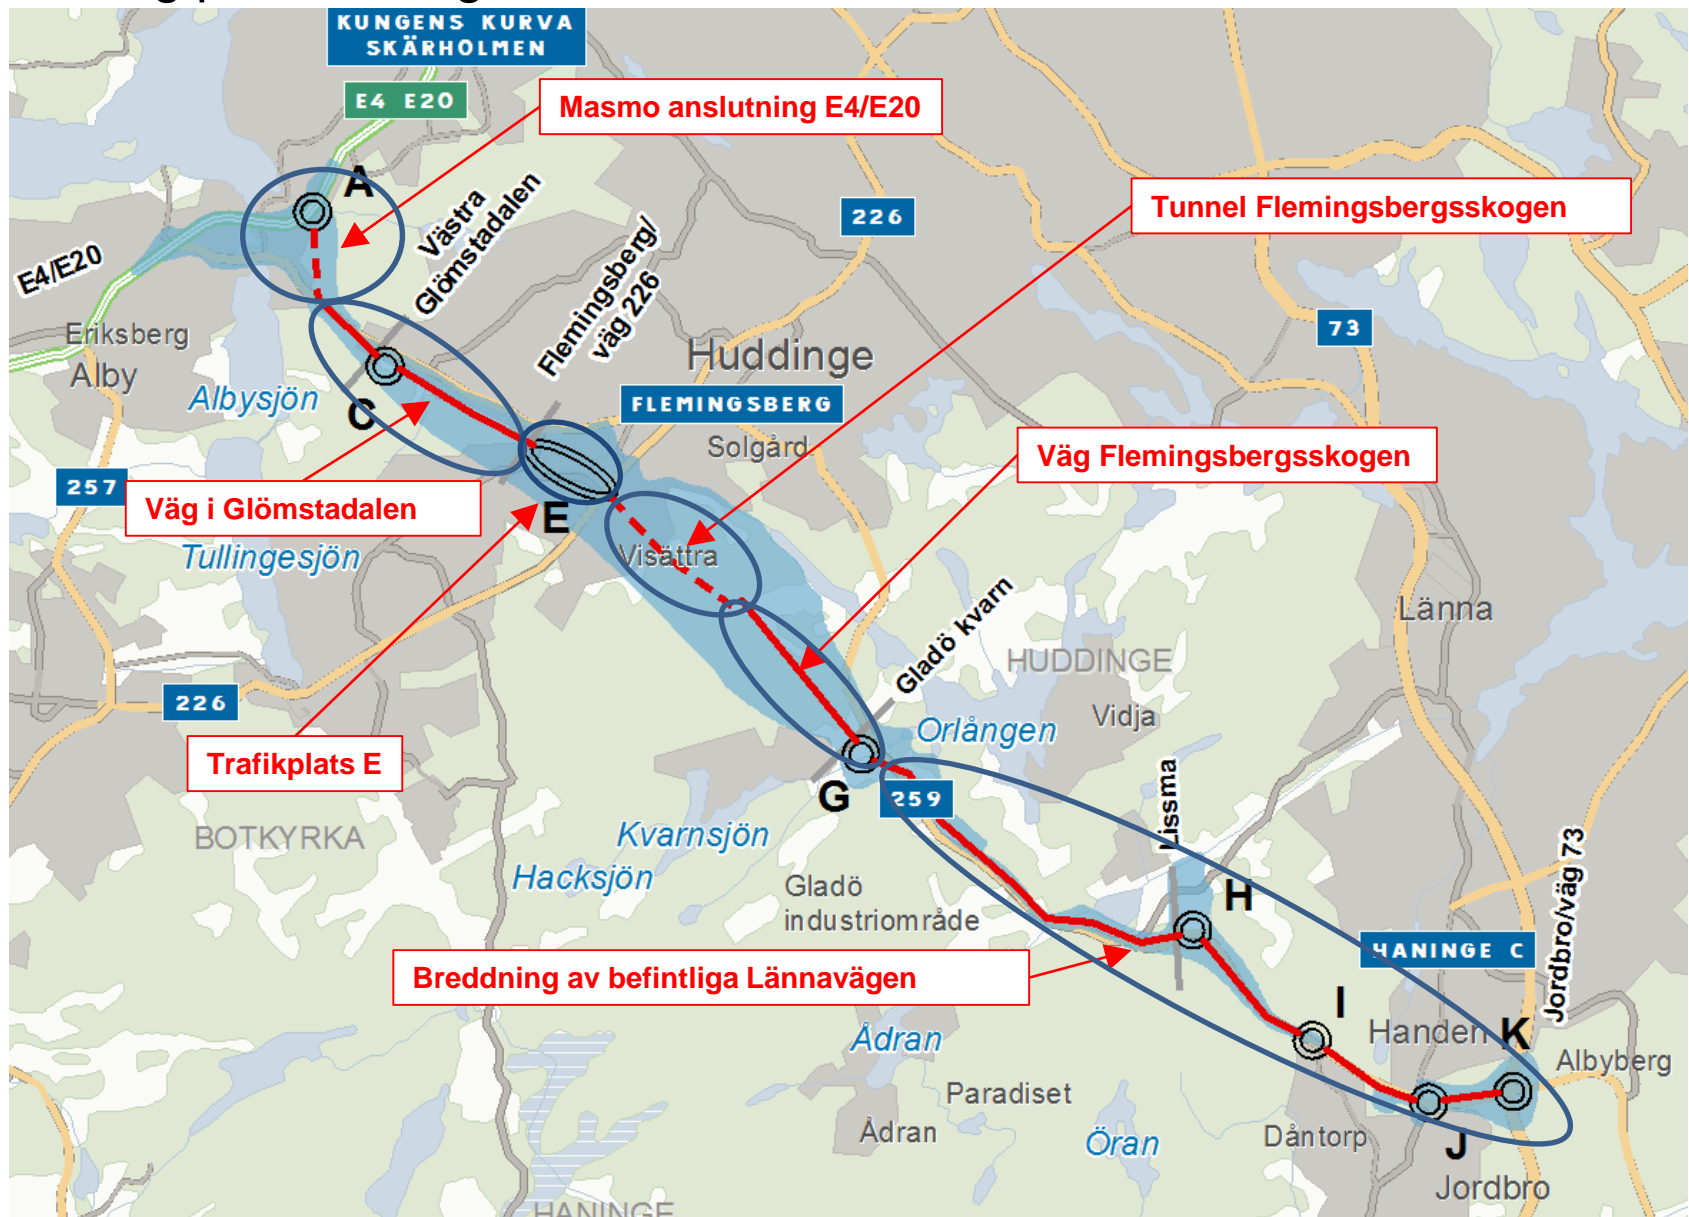 KUNGENS KURVA
SKÄRHOLMEN
E4 E20
Masmo anslutning E4/E20
A
Västra
Glömstadalen
Flemingsberg/
väg 226
226
Tunnel Flemingsbergsskogen
E4/E20
73
Eriksberg
Alby
Huddinge
Albysjön
C
FLEMINGSBERG
Solgård
Väg Flemingsbergsskogen
257
Väg i Glömstadalen
E
Tullingesjön
Visättra
Länna
Gladö kvarn
HUDDINGE
226
Vidja
Orlången
Trafikplats E
G
259
Lissma
BOTKYRKA
Kvarnsjön
Hacksjön
Gladö
industriområde
H
Jordbro/väg 73
HANINGE C
Breddning av befintliga Lännavägen
I
Handen
K
Ådran
Albyberg
Paradiset
Ådran
Öran
Dåntorp
J
Jordbro
HANINGE